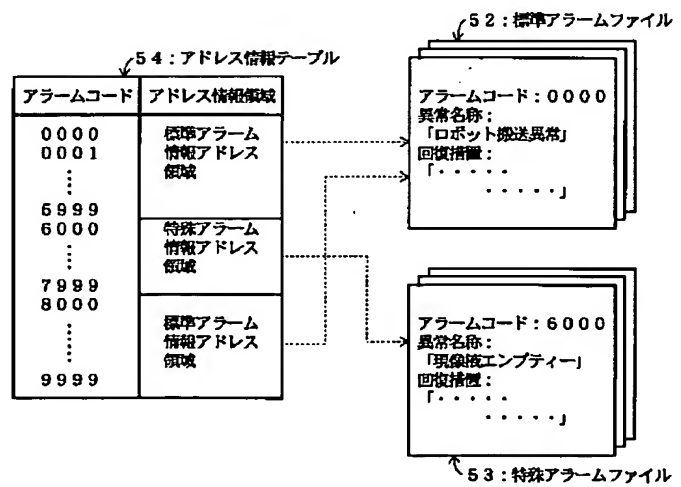 54：アドレス情報テーブル
アラームコード アドレス情報領域
0000
0001
5999
6000
7999
8000
9999
標準アラーム
情報アドレス
領域
特殊アラーム
情報アドレス
領域
標準アラーム
情報アドレス
領域
52：標準アラームファイル
アラームコード：0000
異常名称：
「ロボット搬送異常」
回復措置：
「・・・・・
・・・・・」
アラームコード：6000
異常名称：
「現像液エンプティー」
回復措置：
「・・・・・
・・・・・」
53：特殊アラームファイル